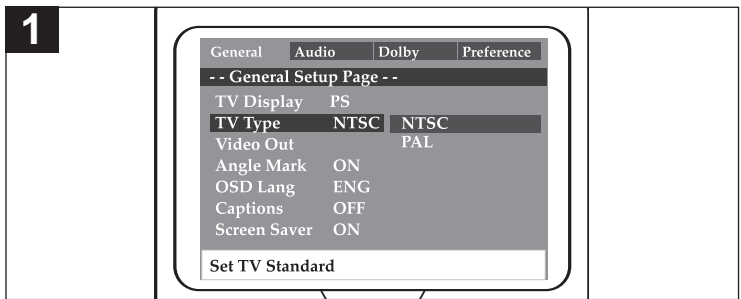 1
General Audio Dolby Preference
- - General Setup Page - -
TV Display PS
TV Type NTSC NTSC
Video Out PAL
Angle Mark ON
OSD Lang ENG
Captions OFF
Screen Saver ON
Set TV Standard